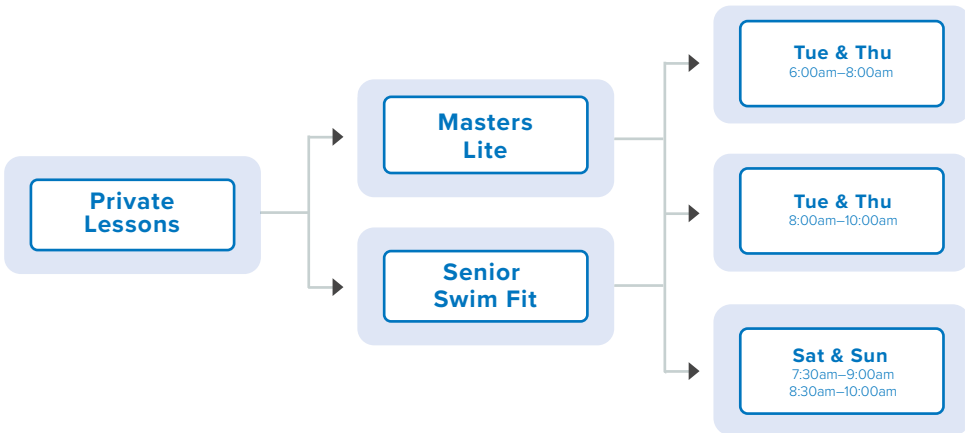 Private
Lessons
Masters
Lite
Senior
Swim Fit
Tue & Thu
6:00am–8:00am
Tue & Thu
8:00am–10:00am
Sat & Sun
7:30am–9:00am
8:30am–10:00am